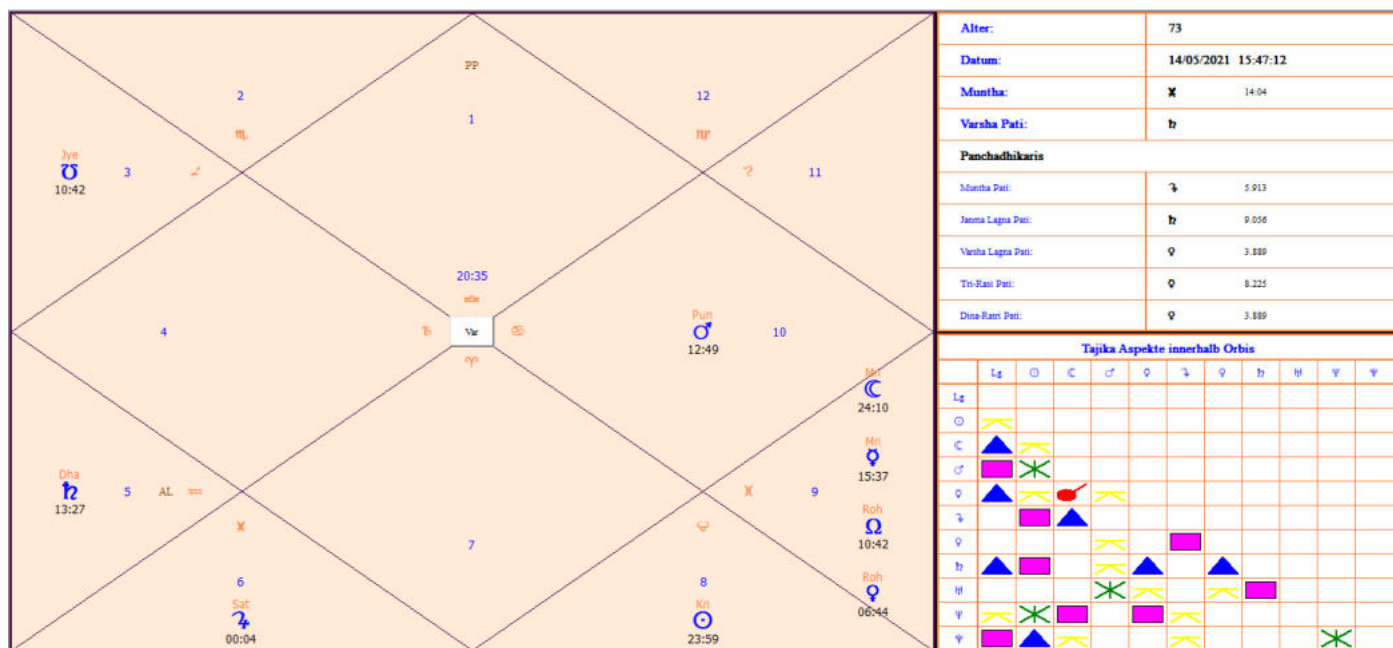 PP
2
12
1
Jye
10:42
3
11
20:35
4
Var
Pun
12:49
10
24:10
Mri
15:37
Dha
13:27
5
AL
9
Roh
10:42
7
6
8
Roh
06:44
Sat
00:04
Kri
23:59
Alter: 73
Datum: 14/05/2021 15:47:12
Muntha: 14:04
Varsha Pati:
Panchadhikaris
Muntha Pati: 5.913
Janma Lagna Pati: 9.056
Varsha Lagna Pati: 3.889
Tri-Rasi Pati: 8.225
Dina-Ratri Pati: 3.889
Tajika Aspekte innerhalb Orbis
Lg
Lg